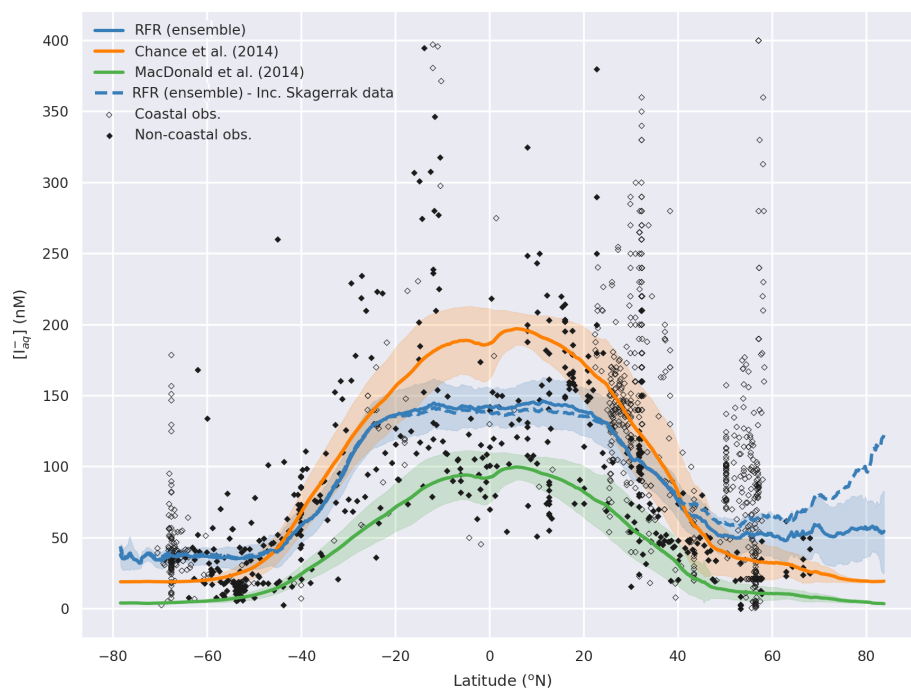 RFR (ensemble)
Chance et al. (2014)
MacDonald et al. (2014)
RFR (ensemble) - Inc. Skagerrak data
Coastal obs.
Non-coastal obs.
400
350
300
250
200
150
100
50
0
[I⁻aq] (nM)
−80 −60 −40 −20 0 20 40 60 80
Latitude (°N)